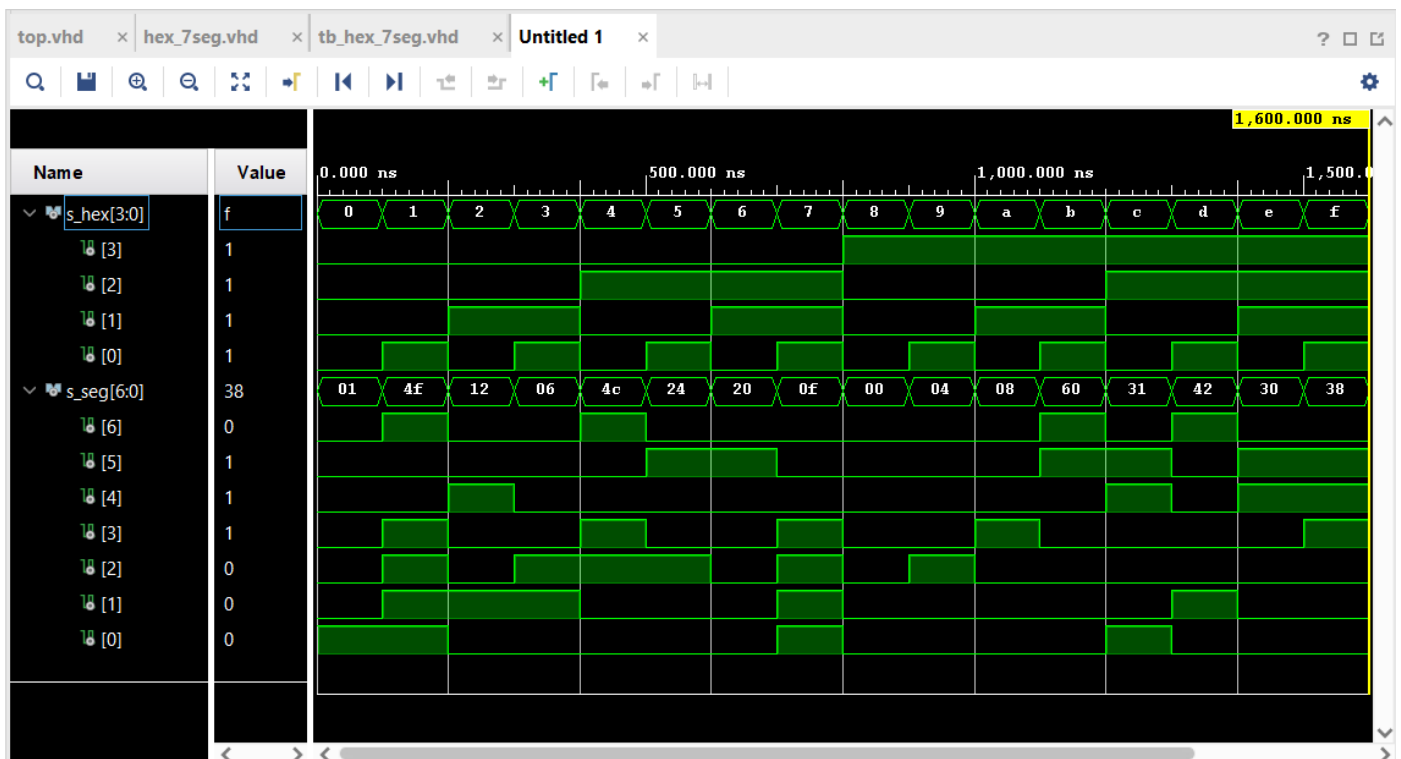 top.vhd × hex_7seg.vhd × tb_hex_7seg.vhd × Untitled 1 × ?
1,600.000 ns
Name Value 0.000 ns 500.000 ns 1,000.000 ns 1,500.0
s_hex[3:0] f 0 1 2 3 4 5 6 7 8 9 a b c d e f
[3] 1
[2] 1
[1] 1
[0] 1
s_seg[6:0] 38 01 4f 12 06 4c 24 20 0f 00 04 08 60 31 42 30 38
[6] 0
[5] 1
[4] 1
[3] 1
[2] 0
[1] 0
[0] 0